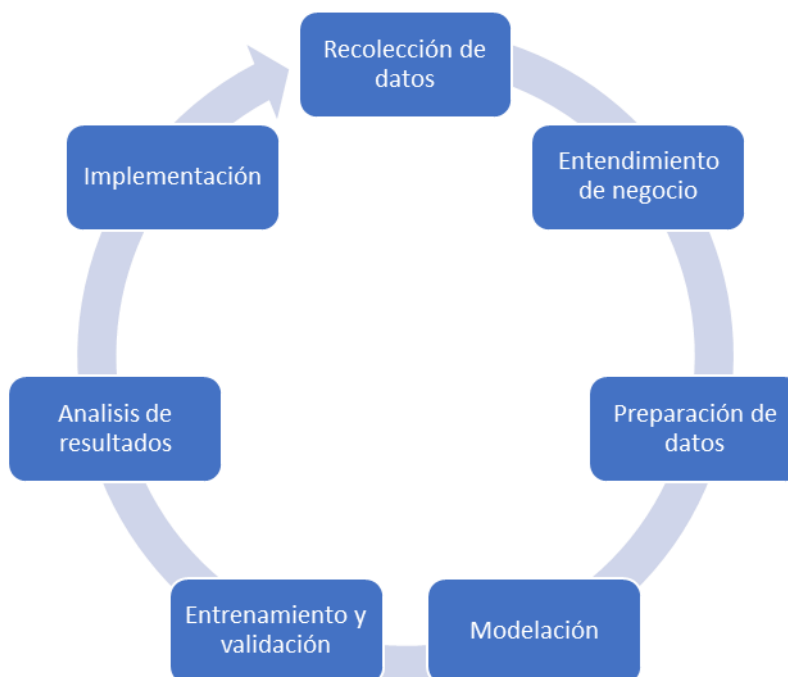 Recolección de
datos
Entendimiento
de negocio
Preparación de
datos
Modelación
Entrenamiento y
validación
Analisis de
resultados
Implementación